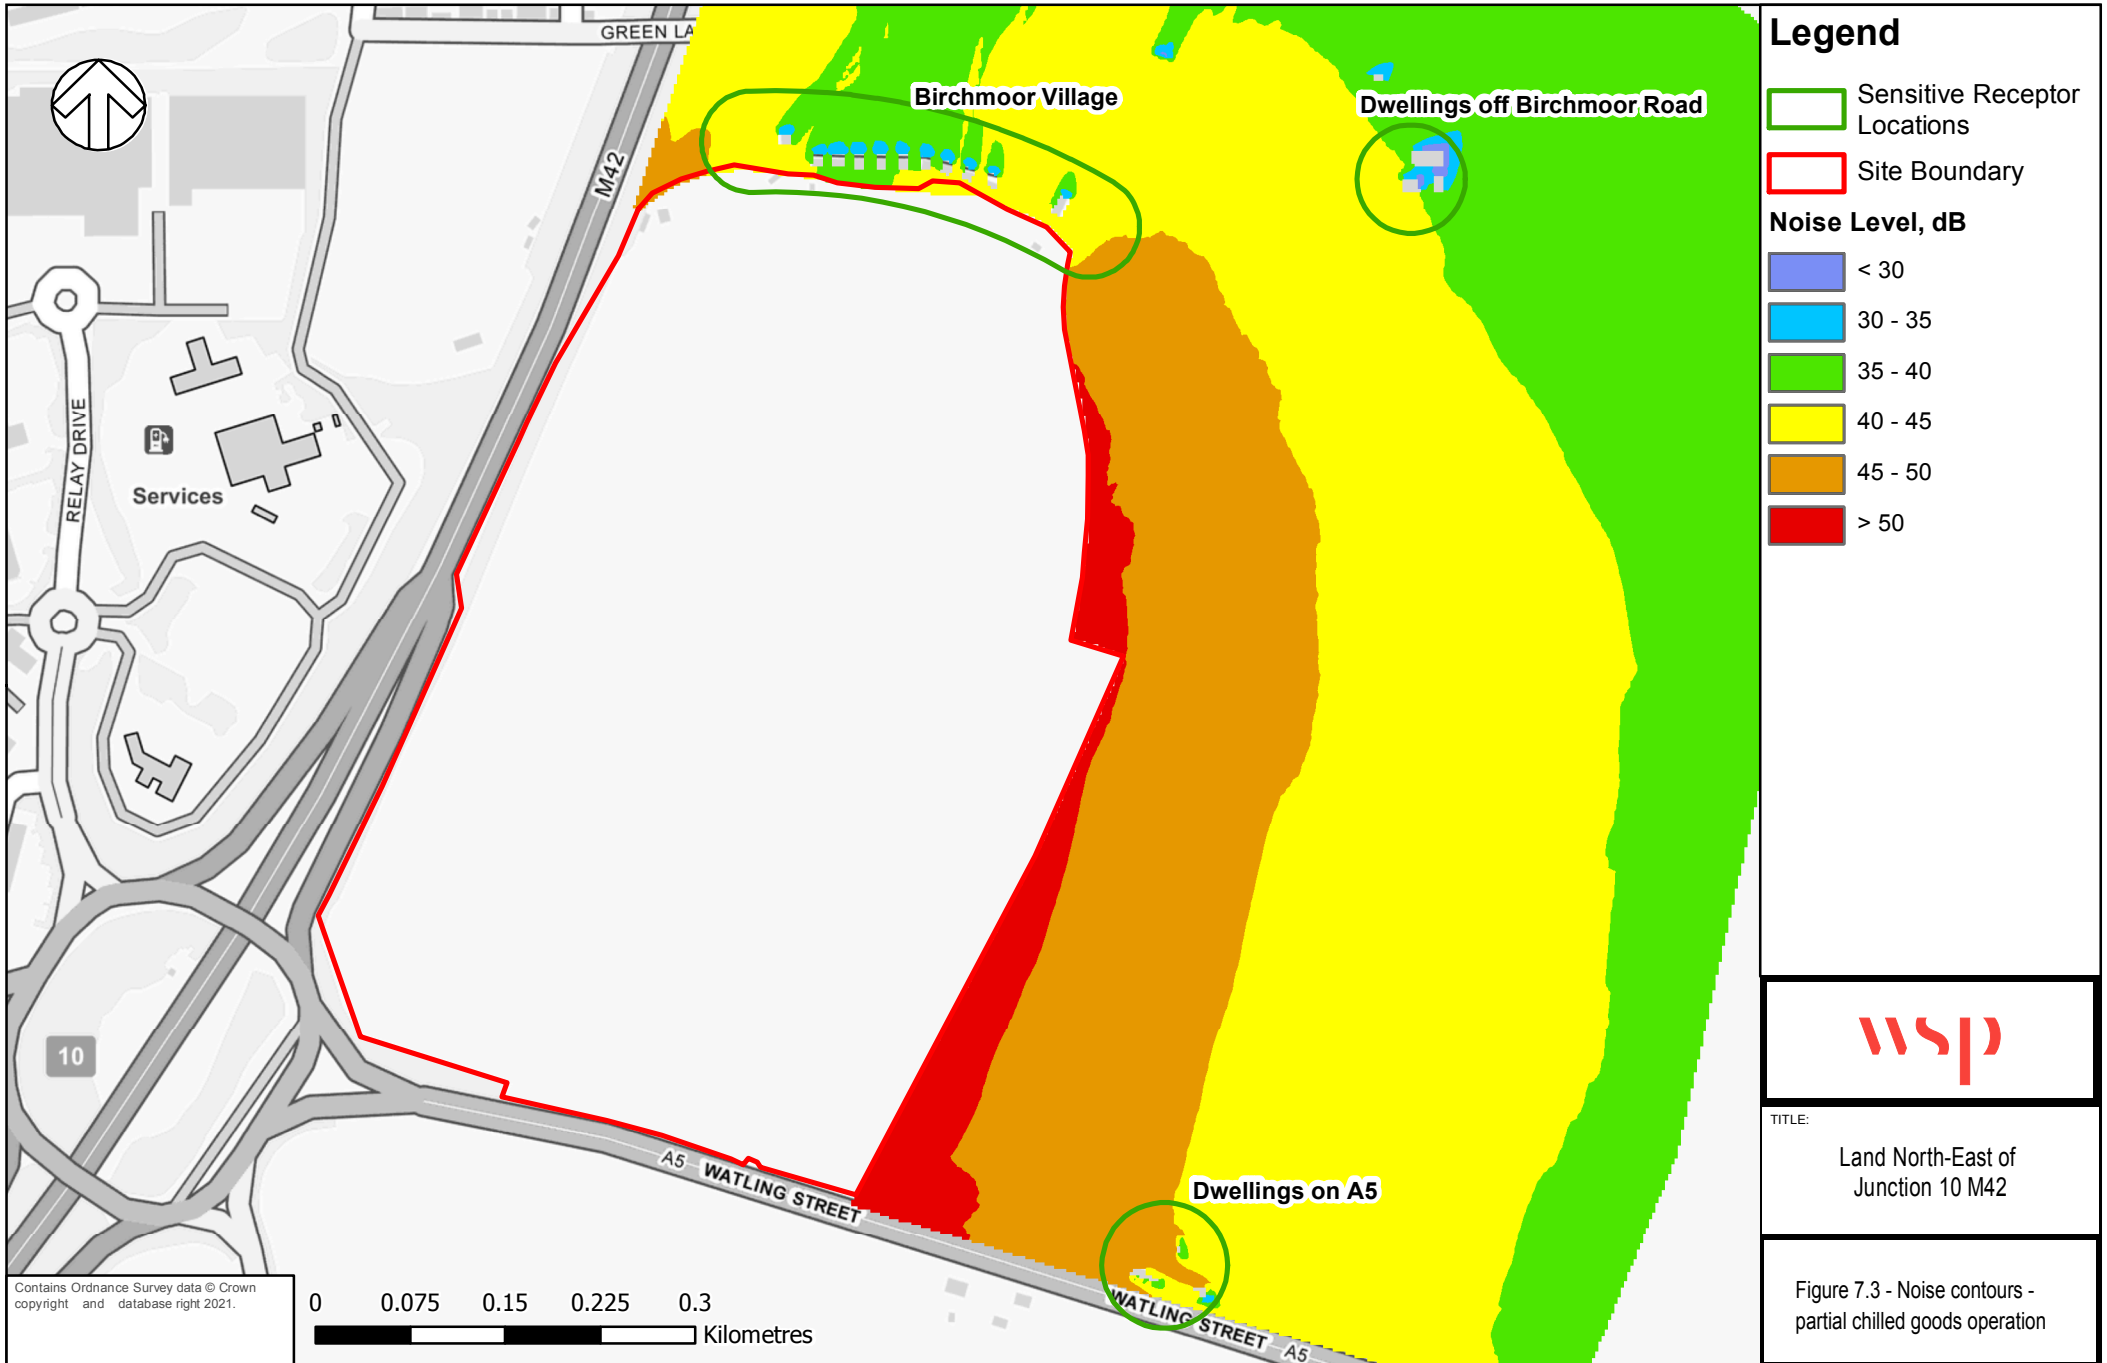 GREEN LA
Birchmoor Village
Dwellings off Birchmoor Road
M42
RELAY DRIVE
Services
10
A5 WATLING STREET
Dwellings on A5
WATLING STREET A5
Contains Ordnance Survey data © Crown
copyright and database right 2021.
0 0.075 0.15 0.225 0.3
Kilometres
Legend
Sensitive Receptor
Locations
Site Boundary
Noise Level, dB
< 30
30 - 35
35 - 40
40 - 45
45 - 50
> 50
wsp
TITLE:
Land North-East of
Junction 10 M42
Figure 7.3 - Noise contours -
partial chilled goods operation